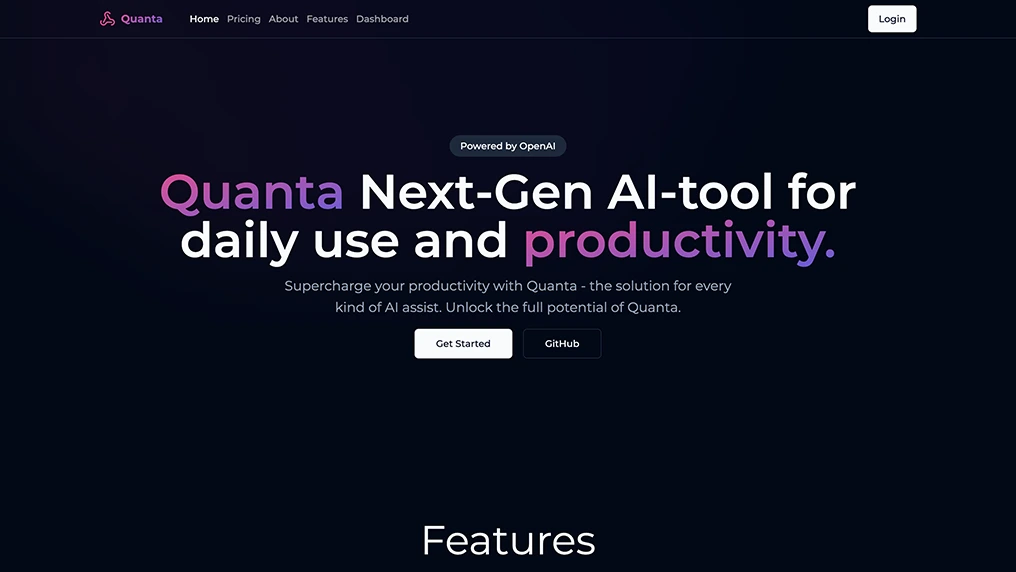 Quanta Home Pricing About Features Dashboard Login
Powered by OpenAI
Quanta Next-Gen AI-tool for
daily use and productivity.
Supercharge your productivity with Quanta - the solution for every
kind of AI assist. Unlock the full potential of Quanta.
Get Started GitHub
Features